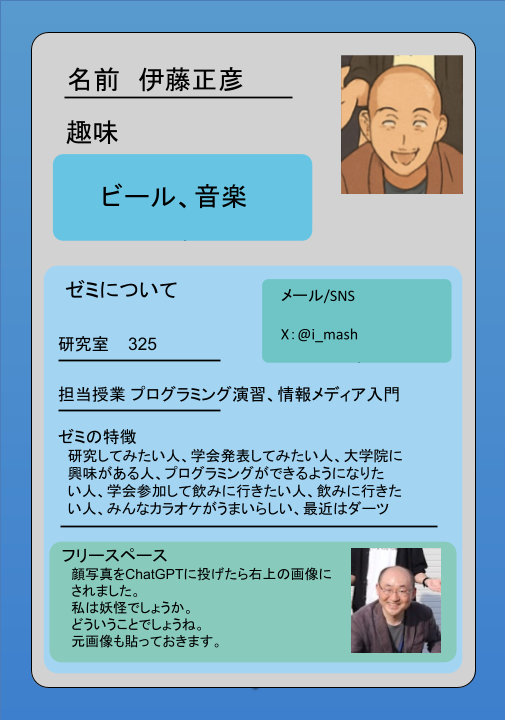 名前 伊藤正彦
趣味
ビール、音楽
ゼミについて
メール/SNS
X：@i_mash
研究室 325
担当授業 プログラミング演習、情報メディア入門
ゼミの特徴
研究してみたい人、学会発表してみたい人、大学院に
興味がある人、プログラミングができるようになりた
い人、学会参加して飲みに行きたい人、飲みに行きた
い人、みんなカラオケがうまいらしい、最近はダーツ
フリースペース
顔写真をChatGPTに投げたら右上の画像に
されました。
私は妖怪でしょうか。
どういうことでしょうね。
元画像も貼っておきます。